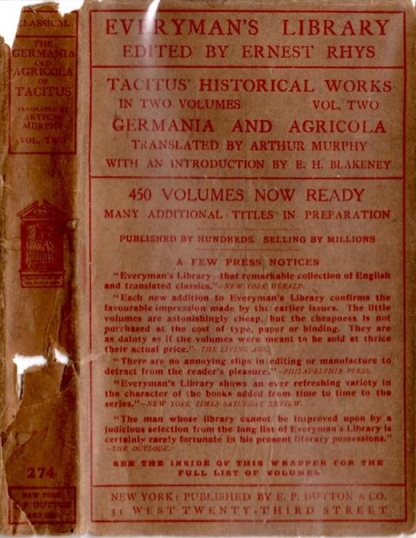 CLASSICAL
THE
GERMANIA
AND
AGRICOLA
OF
TACITUS
TRANSLATED BY
ARTHUR
MURPHY
VOL. TWO
274
NEW YORK
E. P. DUTTON
AND CO.
EVERYMAN'S LIBRARY
EDITED BY ERNEST RHYS
TACITUS' HISTORICAL WORKS
IN TWO VOLUMES VOL. TWO
GERMANIA AND AGRICOLA
TRANSLATED BY ARTHUR MURPHY
WITH AN INTRODUCTION BY E. H. BLAKENEY
450 VOLUMES NOW READY
MANY ADDITIONAL TITLES IN PREPARATION
PUBLISHED BY HUNDREDS, SELLING BY MILLIONS
A FEW PRESS NOTICES
"Everyman's Library—that remarkable collection of English
and translated classics."—NEW YORK HERALD.
"Each new addition to Everyman's Library confirms the
favourable impression made by the earlier issues. The little
volumes are astonishingly cheap, but the cheapness is not
purchased at the cost of type, paper or binding. They are
as dainty as if the volumes were meant to be sold at thrice
their actual price."—THE LIVING AGE.
"There are no annoying slips in editing or manufacture to
detract from the reader's pleasure."—PHILADELPHIA PRESS.
"Everyman's Library shows an ever refreshing variety in
the character of the books added from time to time to the
series."—NEW YORK TIMES SATURDAY REVIEW.
"The man whose library cannot be improved upon by a
judicious selection from the long list of Everyman's Library is
certainly rarely fortunate in his present literary possessions."
—THE OUTLOOK.
SEE THE INSIDE OF THIS WRAPPER FOR THE
FULL LIST OF VOLUMES
NEW YORK: PUBLISHED BY E. P. DUTTON & CO.
31 WEST TWENTY-THIRD STREET